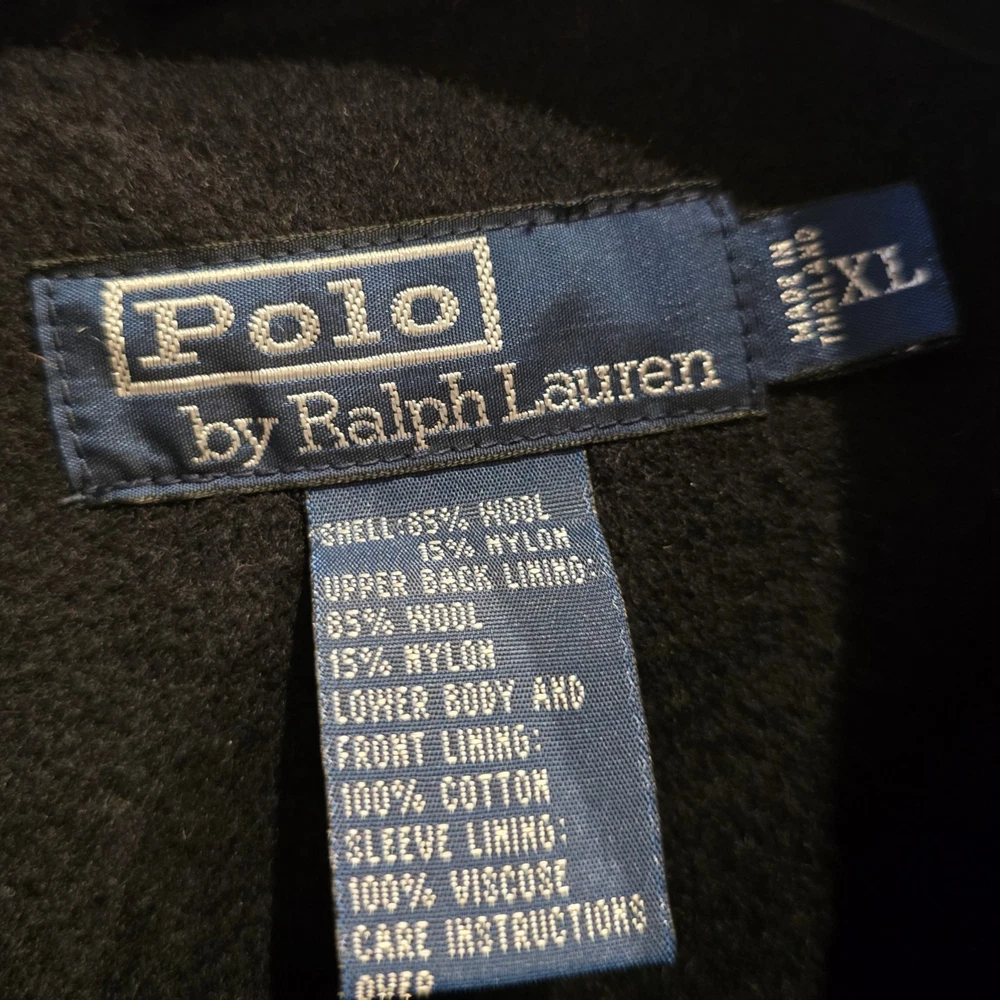 Polo
by Ralph Lauren
MADE IN
THAILAND
XL
SHELL:85% WOOL
15% NYLON
UPPER BACK LINING:
85% WOOL
15% NYLON
LOWER BODY AND
FRONT LINING:
100% COTTON
SLEEVE LINING:
100% VISCOSE
CARE INSTRUCTIONS
OVER